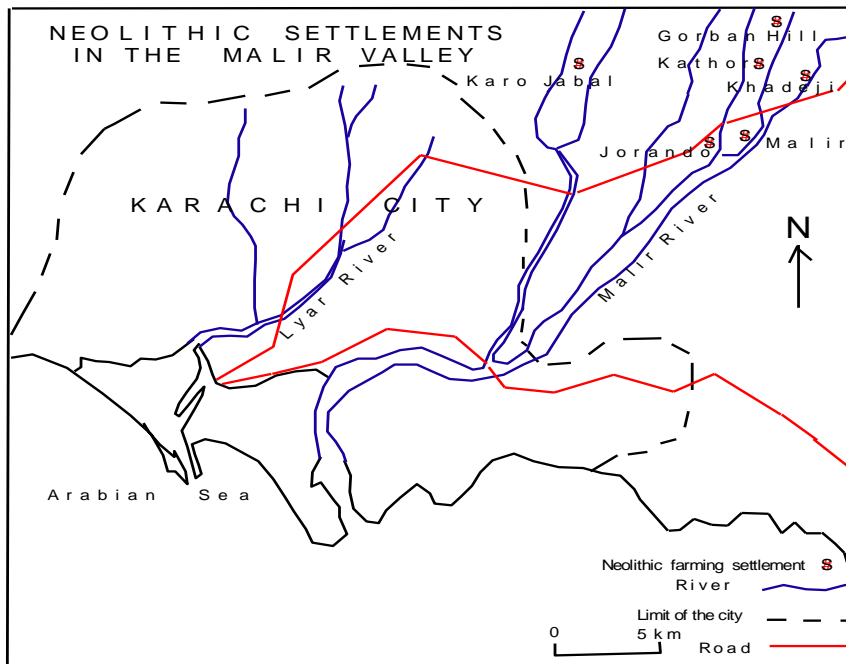 NEOLITHIC SETTLEMENTS
IN THE MALIR VALLEY
Gorban Hill
Karo Jabal
Kathors
Khadeji
Jorando
Malir
KARACHI CITY
N
Malir River
Lyar River
Arabian Sea
Neolithic farming settlement
River
Limit of the city
0 5 km
Road